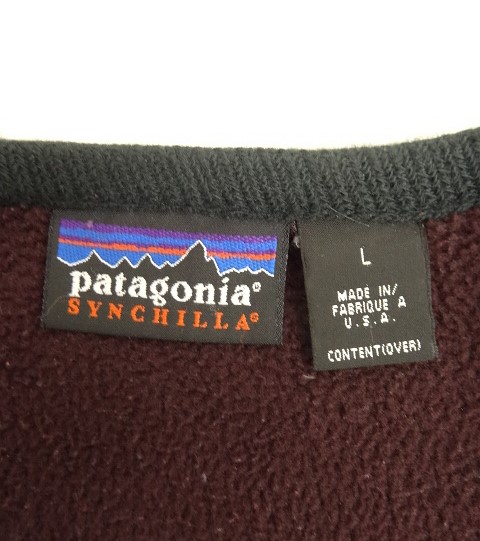 patagonia®
SYNCHILLA®
L
MADE IN/
FABRIQUE A
U.S.A.
CONTENT(OVER)